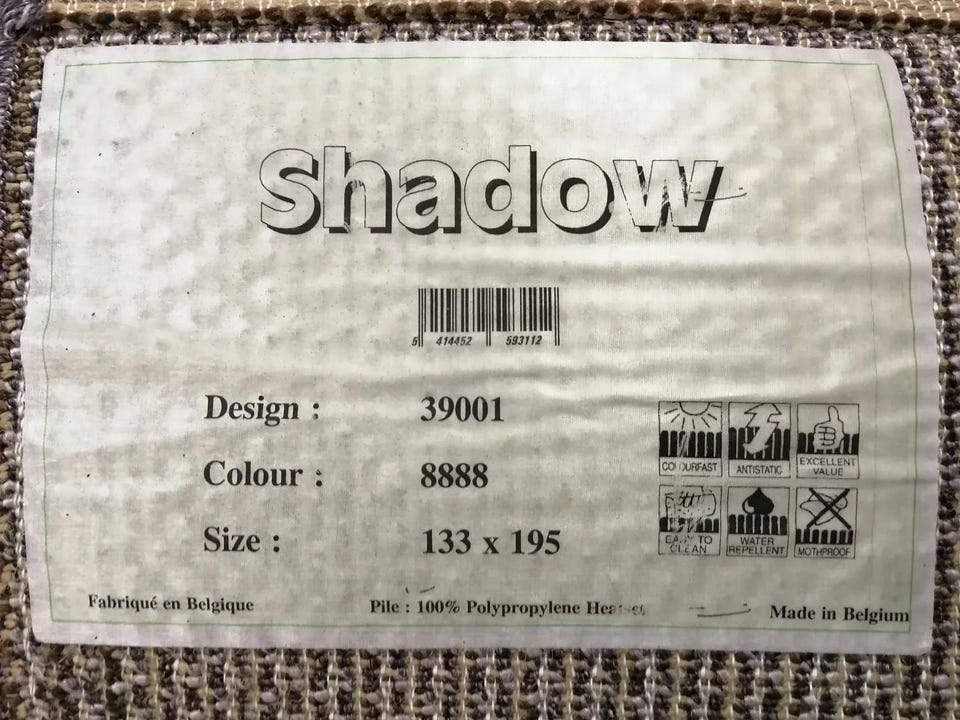 Shadow
5 414452 593112
Design : 39001
Colour : 8888
Size : 133 x 195
COLOURFAST
ANTISTATIC
EXCELLENT
VALUE
EASY TO
CLEAN
WATER
REPELLENT
MOTHPROOF
Fabriqué en Belgique
Pile : 100% Polypropylene Heatset
Made in Belgium